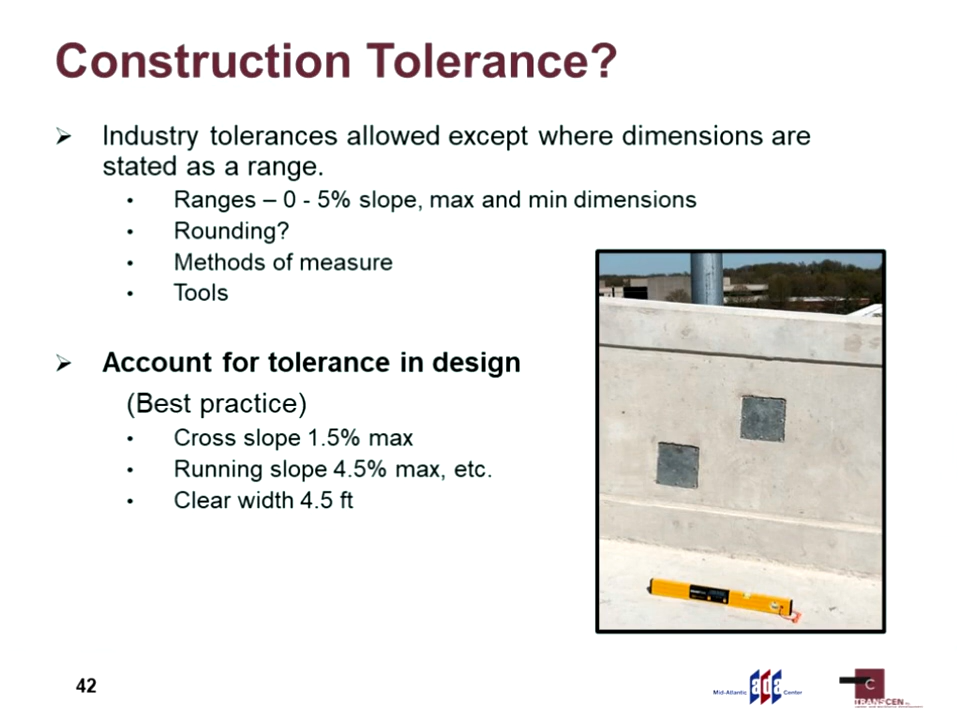 Construction Tolerance?
➢ Industry tolerances allowed except where dimensions are
stated as a range.
• Ranges – 0 - 5% slope, max and min dimensions
• Rounding?
• Methods of measure
• Tools
➢ Account for tolerance in design
(Best practice)
• Cross slope 1.5% max
• Running slope 4.5% max, etc.
• Clear width 4.5 ft
42
Mid-Atlantic ada Center
C
TRANSCEN